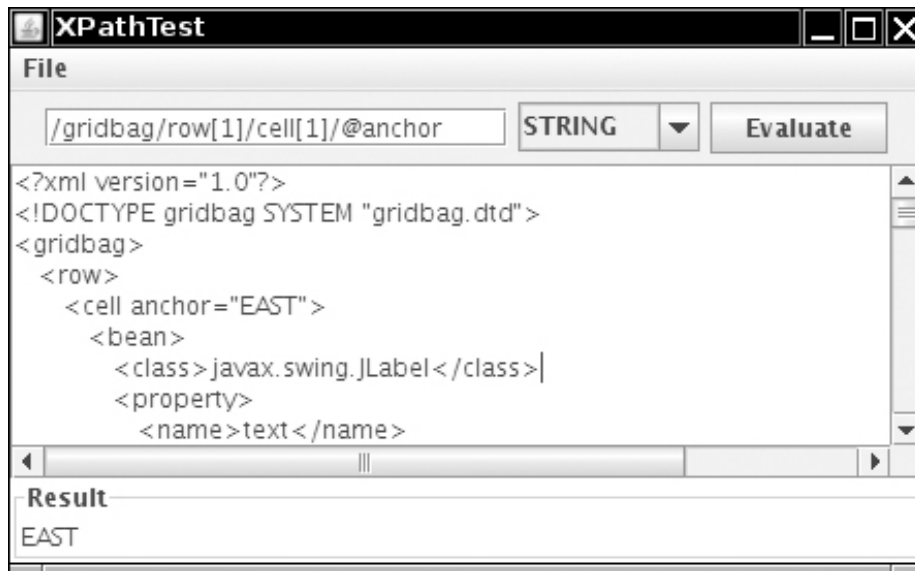 XPathTest
File
/gridbag/row[1]/cell[1]/@anchor STRING Evaluate
<?xml version="1.0"?>
<!DOCTYPE gridbag SYSTEM "gridbag.dtd">
<gridbag>
<row>
<cell anchor="EAST">
<bean>
<class>javax.swing.JLabel</class>
<property>
<name>text</name>
Result
EAST